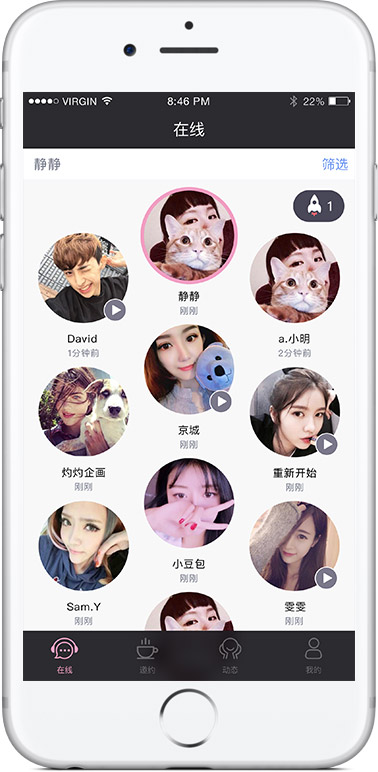 VIRGIN 8:46 PM 22%
在线
静静 筛选
1
静静
刚刚
David
1分钟前
a.小明
2分钟前
京城
刚刚
灼灼企画
刚刚
重新开始
刚刚
小豆包
刚刚
Sam.Y
刚刚
雯雯
刚刚
在线 邀约 动态 我的